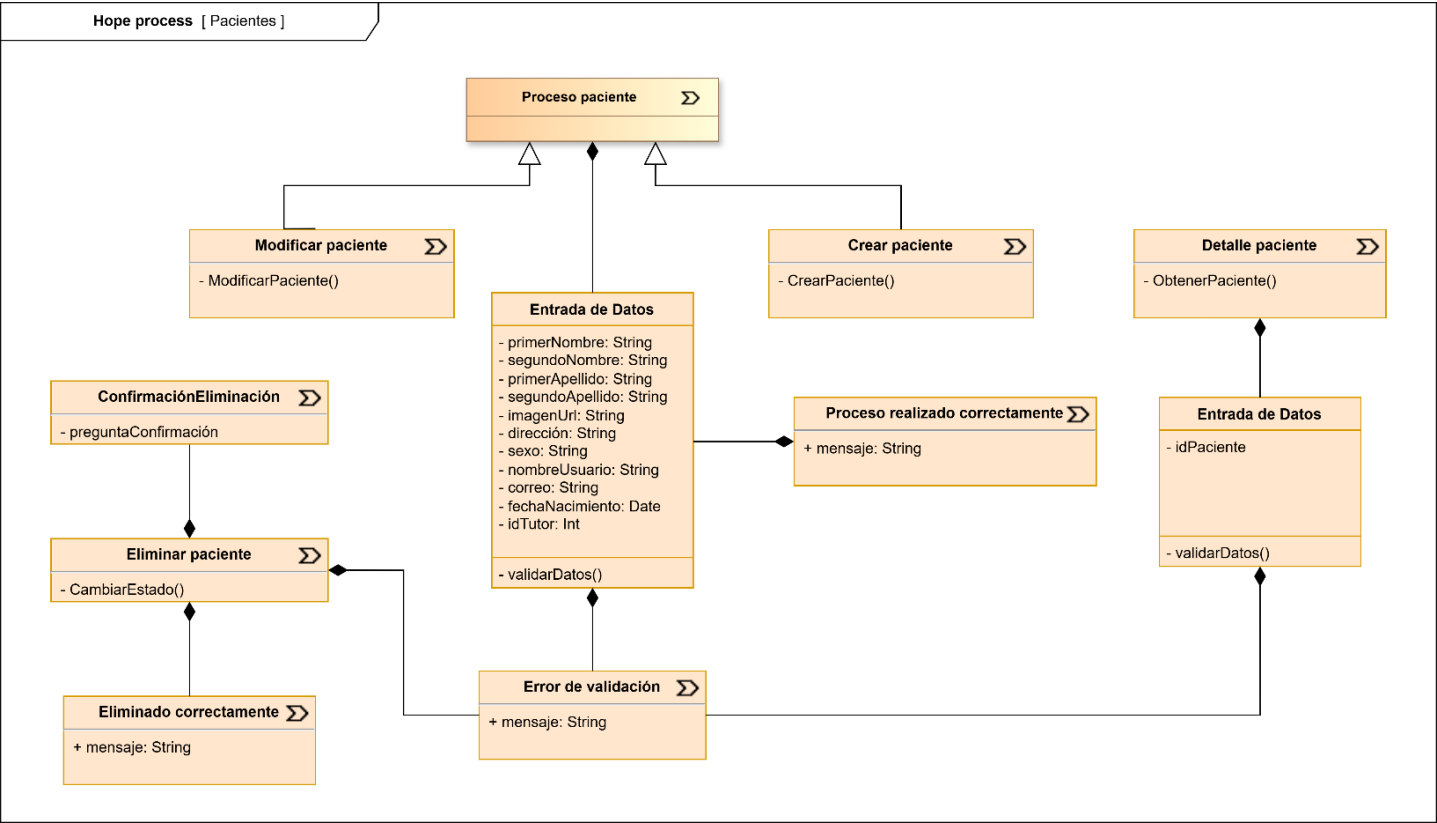 Hope process [ Pacientes ]
Proceso paciente
Modificar paciente
- ModificarPaciente()
Crear paciente
- CrearPaciente()
Detalle paciente
- ObtenerPaciente()
Entrada de Datos
- primerNombre: String
- segundoNombre: String
- primerApellido: String
- segundoApellido: String
- imagenUrl: String
- dirección: String
- sexo: String
- nombreUsuario: String
- correo: String
- fechaNacimiento: Date
- idTutor: Int
- validarDatos()
ConfirmaciónEliminación
- preguntaConfirmación
Proceso realizado correctamente
+ mensaje: String
Entrada de Datos
- idPaciente
- validarDatos()
Eliminar paciente
- CambiarEstado()
Error de validación
+ mensaje: String
Eliminado correctamente
+ mensaje: String